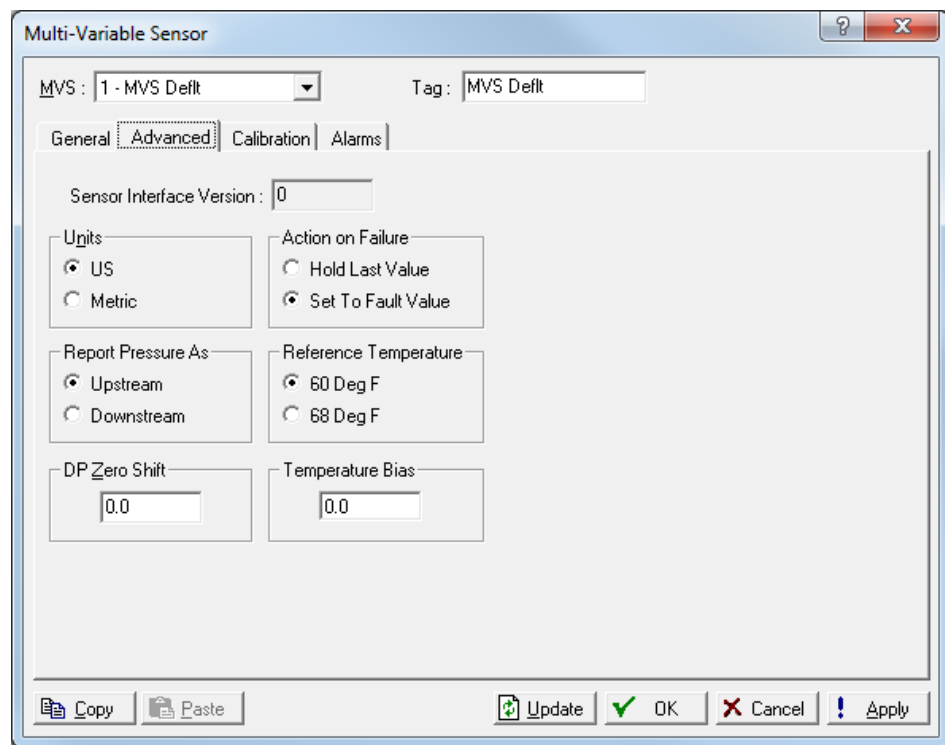 Multi-Variable Sensor
MVS : 1 - MVS Deflt Tag : MVS Deflt
General Advanced Calibration Alarms
Sensor Interface Version : 0
Units Action on Failure
US Hold Last Value
Metric Set To Fault Value
Report Pressure As Reference Temperature
Upstream 60 Deg F
Downstream 68 Deg F
DP Zero Shift Temperature Bias
0.0 0.0
Copy Paste Update OK Cancel Apply